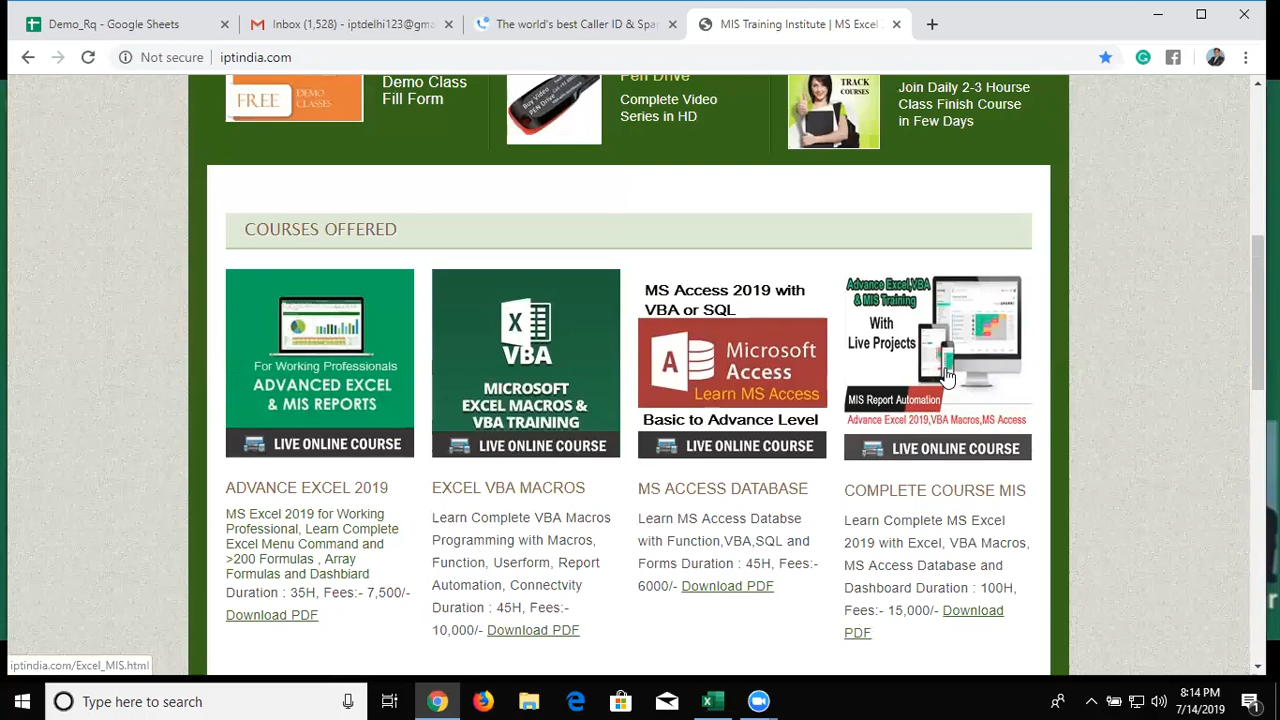 Demo_Rq - Google Sheets
Inbox (1,528) - iptdelhi123@gm
The world's best Caller ID & Spa
MIS Training Institute | MS Excel
Not secure
iptindia.com
FREE
DEMO
CLASSES
Demo Class
Fill Form
Pen Drive
Complete Video
Series in HD
TRACK
COURSES
Join Daily 2-3 Hourse
Class Finish Course
in Few Days
COURSES OFFERED
For Working Professionals
ADVANCED EXCEL
& MIS REPORTS
LIVE ONLINE COURSE
X
VBA
MICROSOFT
EXCEL MACROS &
VBA TRAINING
LIVE ONLINE COURSE
MS Access 2019 with
VBA or SQL
A
Microsoft
Access
Learn MS Access
Basic to Advance Level
LIVE ONLINE COURSE
Advance Excel,VBA
& MIS Training
With
Live Projects
MIS Report Automation
Advance Excel 2019,VBA Macros,MS Access
LIVE ONLINE COURSE
ADVANCE EXCEL 2019
MS Excel 2019 for Working
Professional, Learn Complete
Excel Menu Command and
>200 Formulas , Array
Formulas and Dashbiard
Duration : 35H, Fees:- 7,500/-
Download PDF
EXCEL VBA MACROS
Learn Complete VBA Macros
Programming with Macros,
Function, Userform, Report
Automation, Connectvity
Duration : 45H, Fees:-
10,000/- Download PDF
MS ACCESS DATABASE
Learn MS Access Databse
with Function,VBA,SQL and
Forms Duration : 45H, Fees:-
6000/- Download PDF
COMPLETE COURSE MIS
Learn Complete MS Excel
2019 with Excel, VBA Macros,
MS Access Database and
Dashboard Duration : 100H,
Fees:- 15,000/- Download
PDF
iptindia.com/Excel_MIS.html
Type here to search
8:14 PM
7/14/2019
1